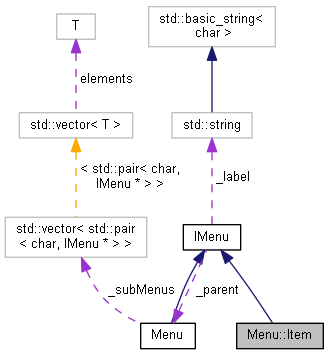 T
std::basic_string<
char >
elements
std::vector< T >
std::string
< std::pair< char,
IMenu * > >
_label
std::vector< std::pair
< char, IMenu * > >
IMenu
_subMenus
_parent
Menu
Menu::Item